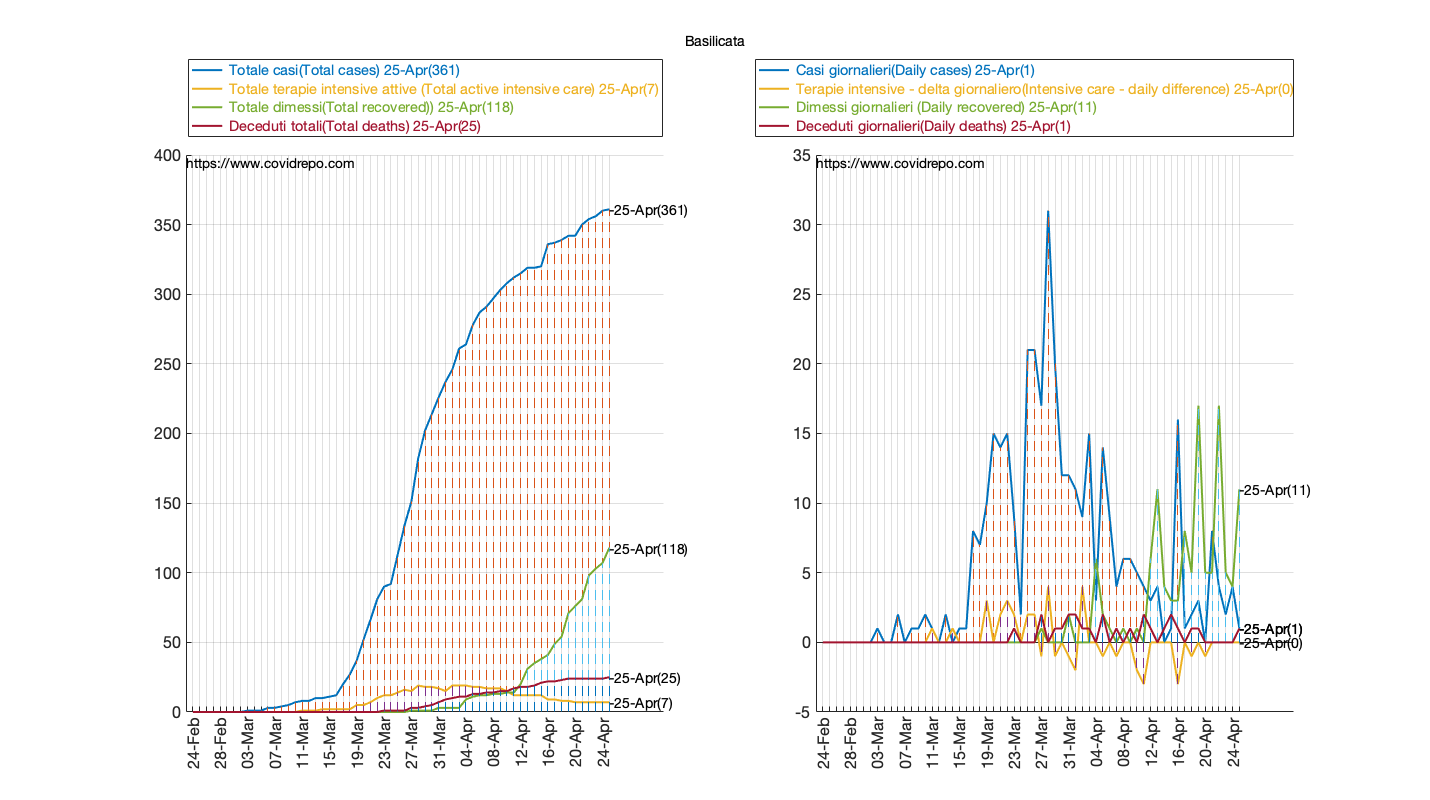 Basilicata
Totale casi(Total cases) 25-Apr(361)
Totale terapie intensive attive (Total active intensive care) 25-Apr(7)
Totale dimessi(Total recovered)) 25-Apr(118)
Deceduti totali(Total deaths) 25-Apr(25)
Casi giornalieri(Daily cases) 25-Apr(1)
Terapie intensive - delta giornaliero(Intensive care - daily difference) 25-Apr(0)
Dimessi giornalieri (Daily recovered) 25-Apr(11)
Deceduti giornalieri(Daily deaths) 25-Apr(1)
https://www.covidrepo.com
400
350
300
250
200
150
100
50
0
25-Apr(361)
25-Apr(118)
25-Apr(25)
25-Apr(7)
24-Feb
28-Feb
03-Mar
07-Mar
11-Mar
15-Mar
19-Mar
23-Mar
27-Mar
31-Mar
04-Apr
08-Apr
12-Apr
16-Apr
20-Apr
24-Apr
https://www.covidrepo.com
35
30
25
20
15
10
5
0
-5
25-Apr(11)
25-Apr(1)
25-Apr(0)
24-Feb
28-Feb
03-Mar
07-Mar
11-Mar
15-Mar
19-Mar
23-Mar
27-Mar
31-Mar
04-Apr
08-Apr
12-Apr
16-Apr
20-Apr
24-Apr